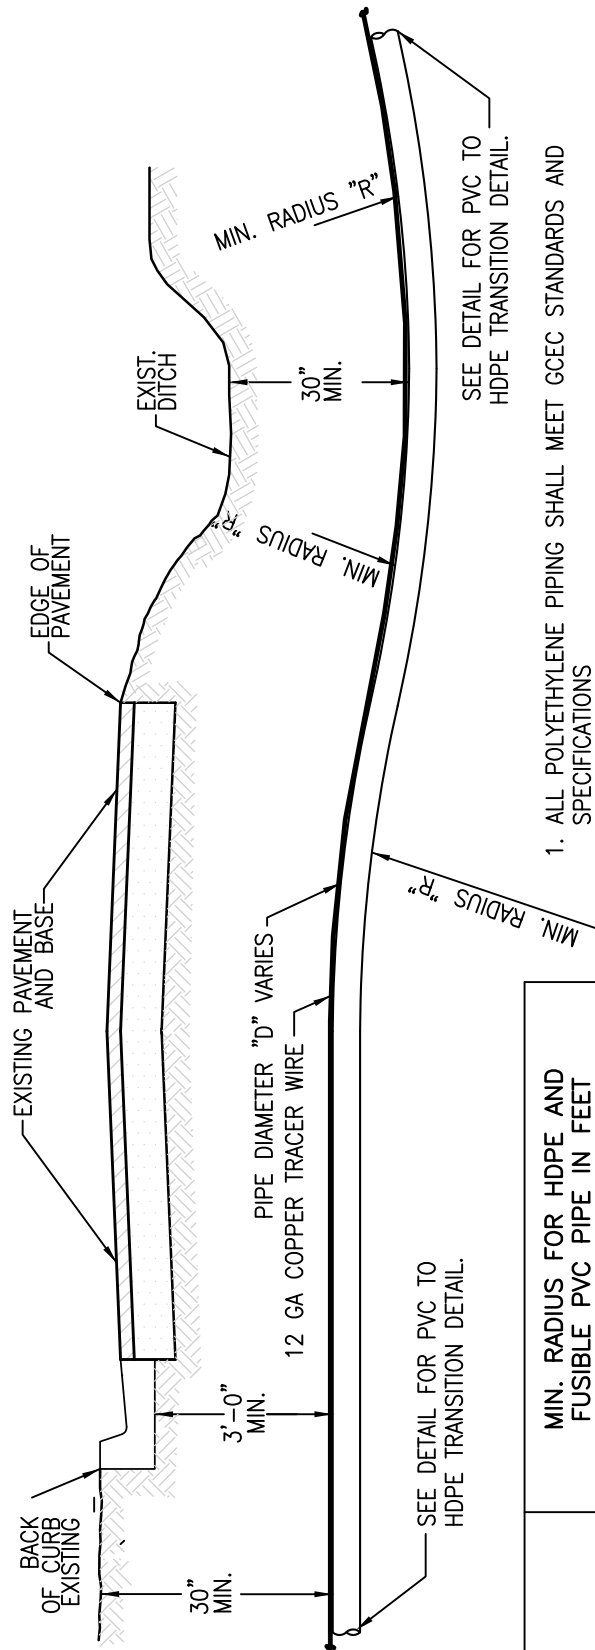 BACK
OF CURB
EXISTING
EXISTING PAVEMENT
AND BASE
EDGE OF
PAVEMENT
EXIST.
DITCH
MIN. RADIUS "R"
30"
MIN.
3'-0"
MIN.
PIPE DIAMETER "D" VARIES
12 GA COPPER TRACER WIRE
MIN. RADIUS "R"
30"
MIN.
SEE DETAIL FOR PVC TO
HDPE TRANSITION DETAIL.
MIN. RADIUS "R"
SEE DETAIL FOR PVC TO
HDPE TRANSITION DETAIL.
MIN. RADIUS FOR HDPE AND
FUSIBLE PVC PIPE IN FEET
1. ALL POLYETHYLENE PIPING SHALL MEET GCEC STANDARDS AND
SPECIFICATIONS